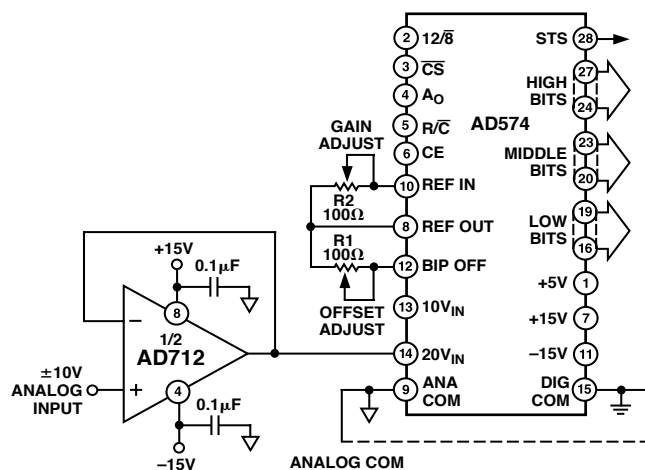 2 12/8̅ STS 28
3 C̅S̅ 27
HIGH
BITS
4 A_O 24
AD574
5 R/C̅
GAIN
ADJUST
23
6 CE MIDDLE
BITS
20
10 REF IN
R2
100Ω
19
8 REF OUT LOW
BITS
16
R1
100Ω
12 BIP OFF
+5V 1
13 10V_IN
OFFSET
ADJUST
+15V 7
14 20V_IN –15V 11
9 ANA
COM
DIG
COM 15
+15V
0.1μF
8
–
1/2
AD712
±10V
ANALOG
INPUT
+
4
0.1μF
–15V
ANALOG COM